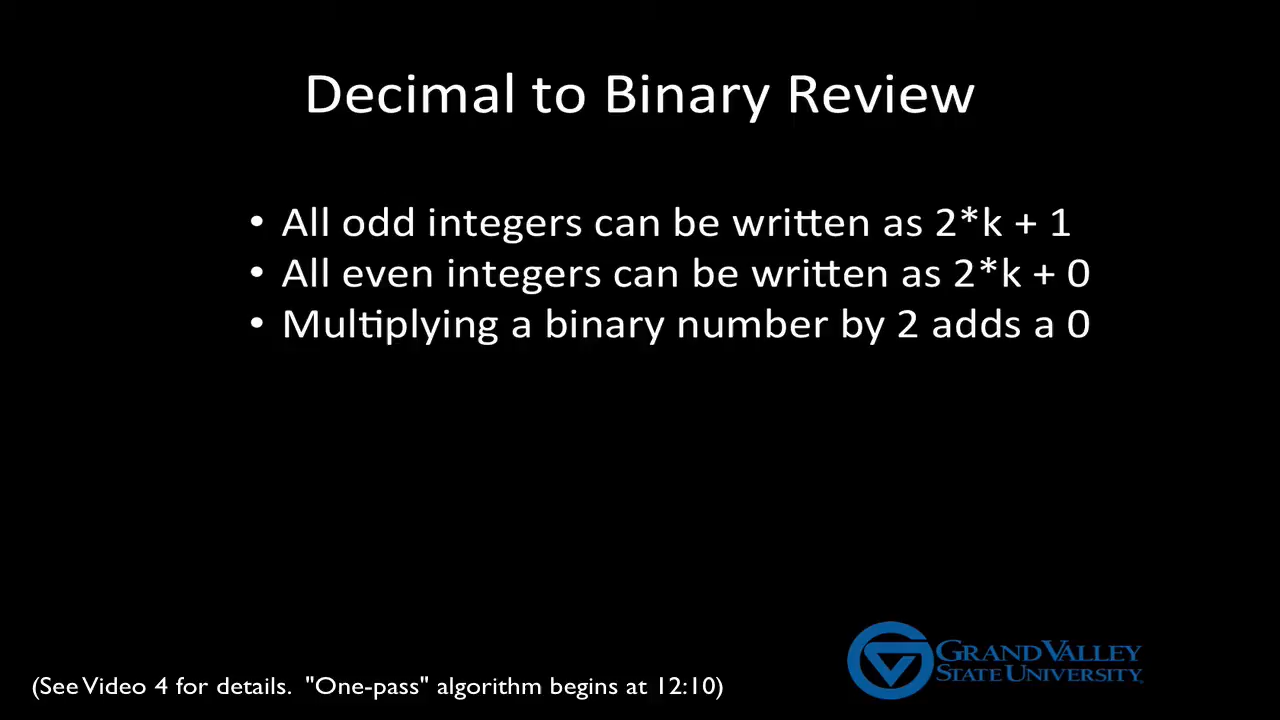 Decimal to Binary Review
• All odd integers can be written as 2*k + 1
• All even integers can be written as 2*k + 0
• Multiplying a binary number by 2 adds a 0
GRAND VALLEY
STATE UNIVERSITY
(See Video 4 for details. "One-pass" algorithm begins at 12:10)